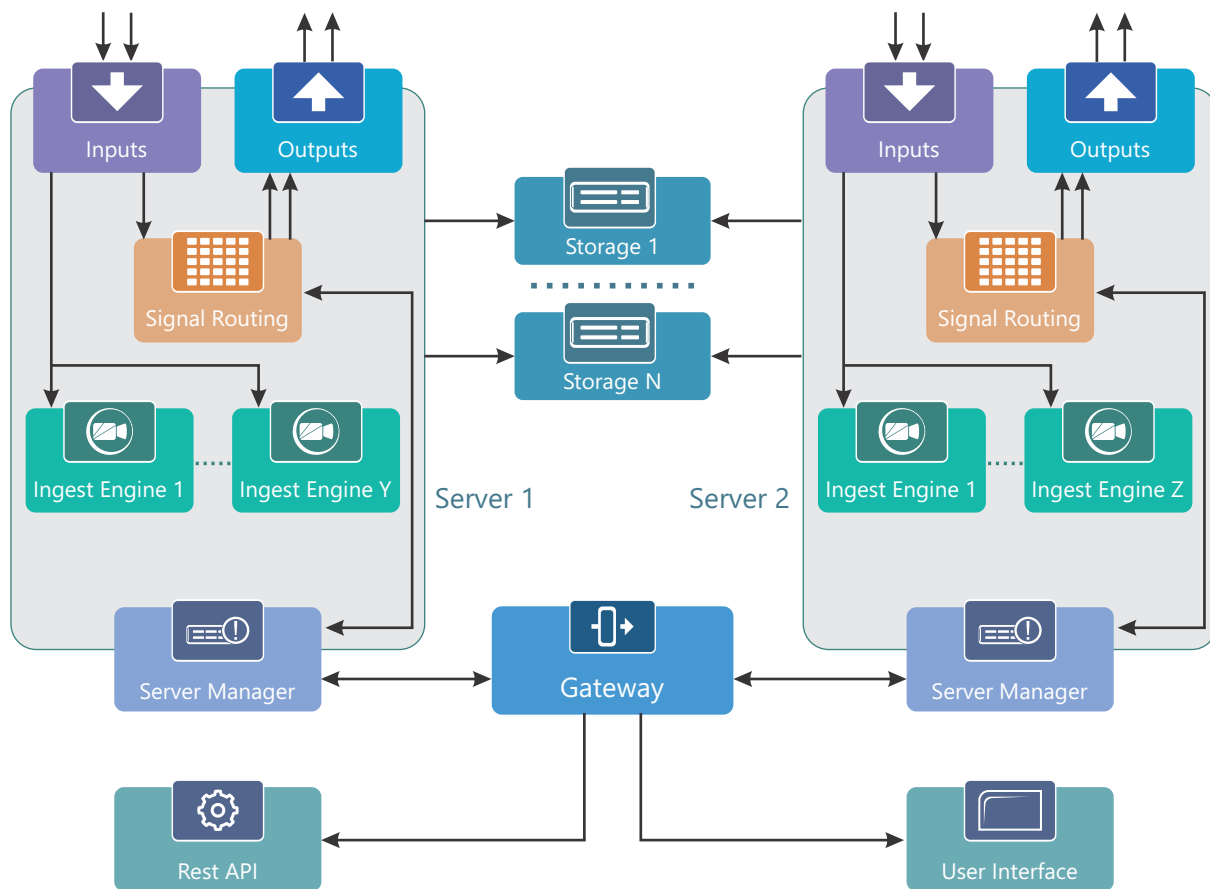 Inputs
Outputs
Inputs
Outputs
Storage 1
Signal Routing
Signal Routing
Storage N
Ingest Engine 1
Ingest Engine Y
Server 1
Server 2
Ingest Engine 1
Ingest Engine Z
Server Manager
Gateway
Server Manager
Rest API
User Interface